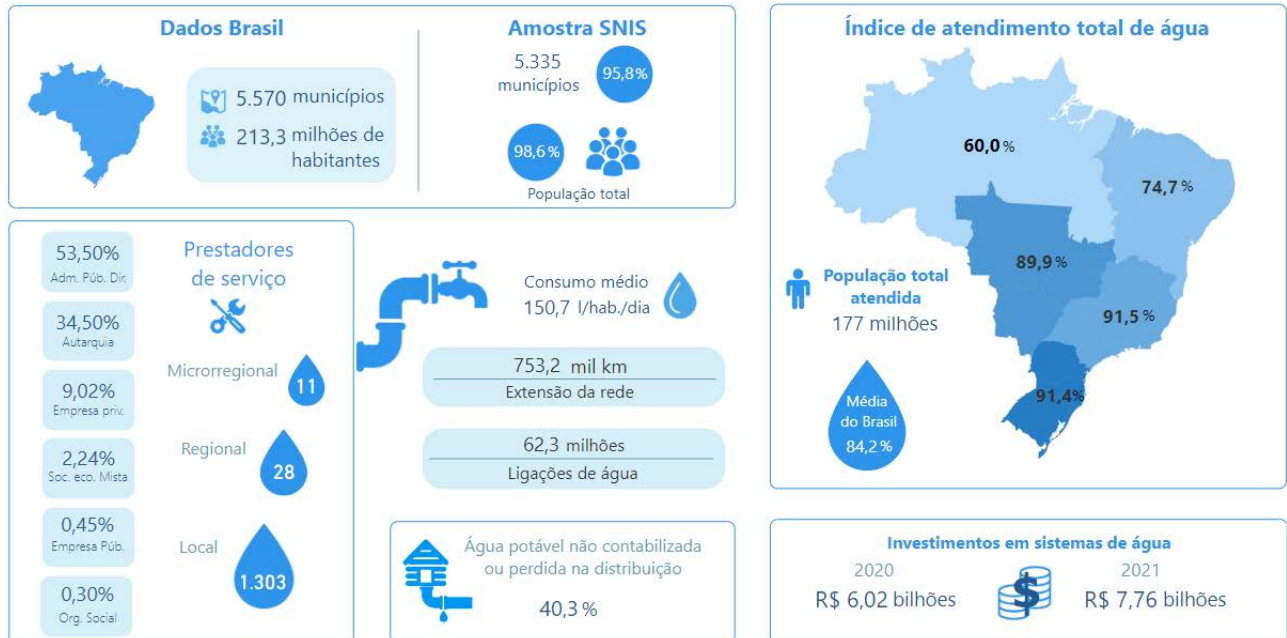 Dados Brasil
5.570 municípios
213,3 milhões de
habitantes
Amostra SNIS
5.335
municípios
95,8%
98,6%
População total
Índice de atendimento total de água
60,0 %
74,7 %
89,9 %
91,5 %
91,4%
População total
atendida
177 milhões
Média
do Brasil
84,2 %
Prestadores
de serviço
53,50%
Adm. Púb. Dir.
34,50%
Autarquia
9,02%
Empresa priv.
2,24%
Soc. eco. Mista
0,45%
Empresa Púb.
0,30%
Org. Social
Microrregional
11
Regional
28
Local
1.303
Consumo médio
150,7 l/hab./dia
753,2 mil km
Extensão da rede
62,3 milhões
Ligações de água
Água potável não contabilizada
ou perdida na distribuição
40,3 %
Investimentos em sistemas de água
2020
R$ 6,02 bilhões
$
2021
R$ 7,76 bilhões